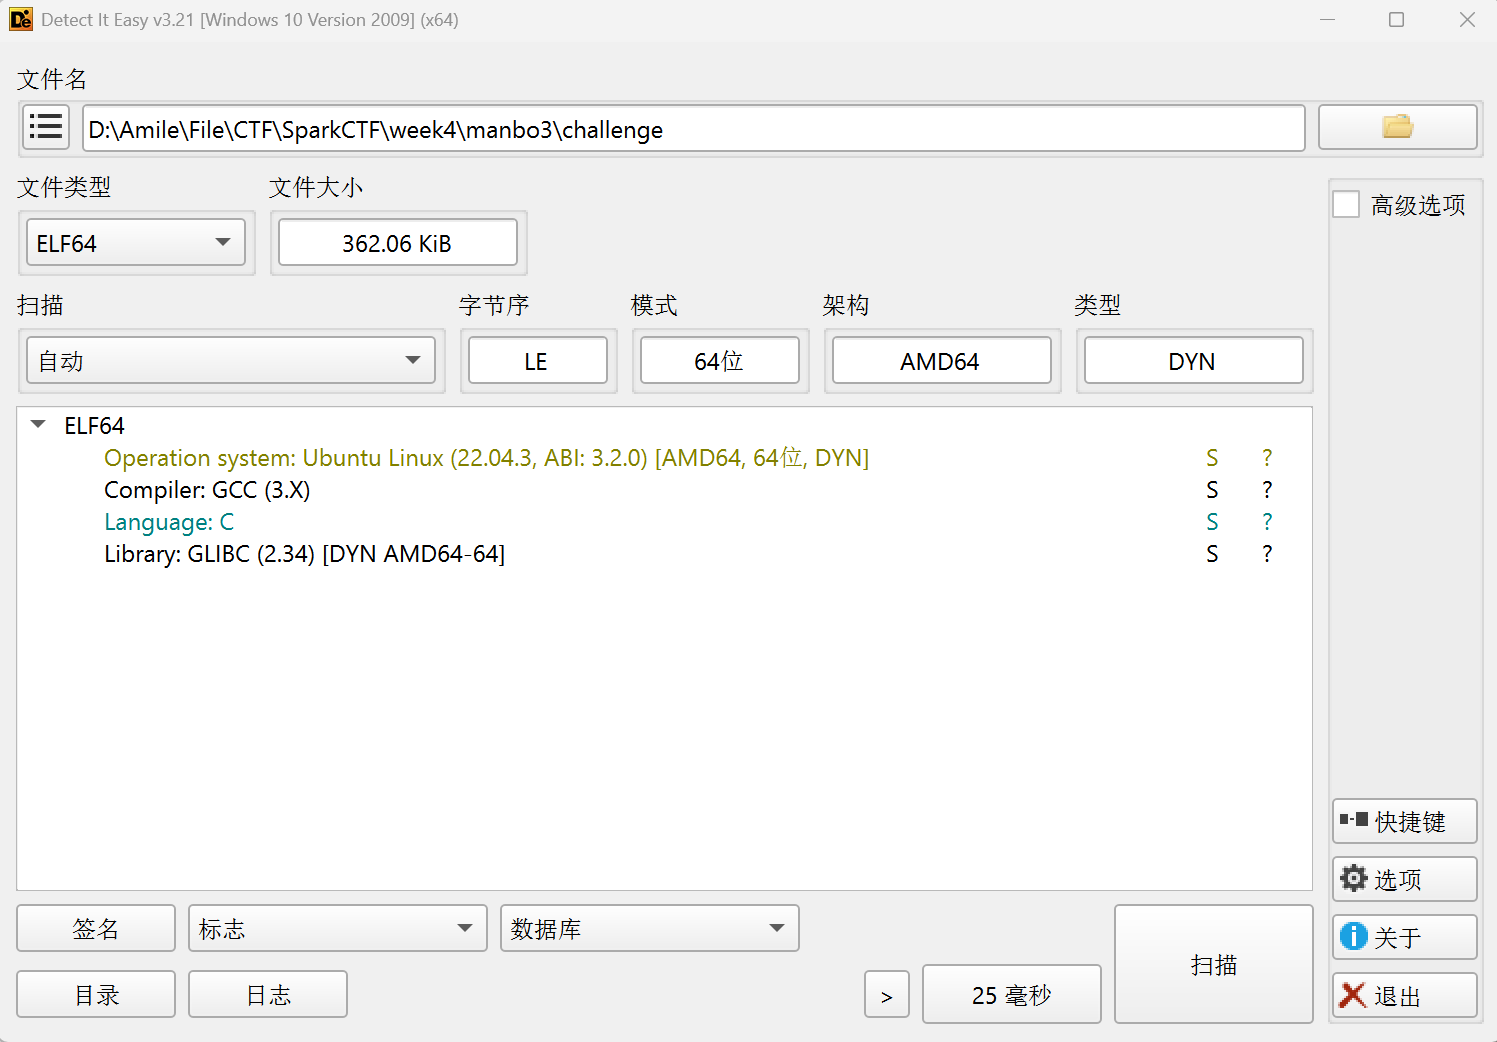 Detect It Easy v3.21 [Windows 10 Version 2009] (x64)
文件名
D:\Amile\File\CTF\SparkCTF\week4\manbo3\challenge
文件类型 文件大小
高级选项
ELF64 362.06 KiB
扫描 字节序 模式 架构 类型
自动 LE 64位 AMD64 DYN
ELF64
Operation system: Ubuntu Linux (22.04.3, ABI: 3.2.0) [AMD64, 64位, DYN] S ?
Compiler: GCC (3.X) S ?
Language: C S ?
Library: GLIBC (2.34) [DYN AMD64-64] S ?
快捷键
选项
签名 标志 数据库
关于
扫描
目录 日志 > 25 毫秒
退出